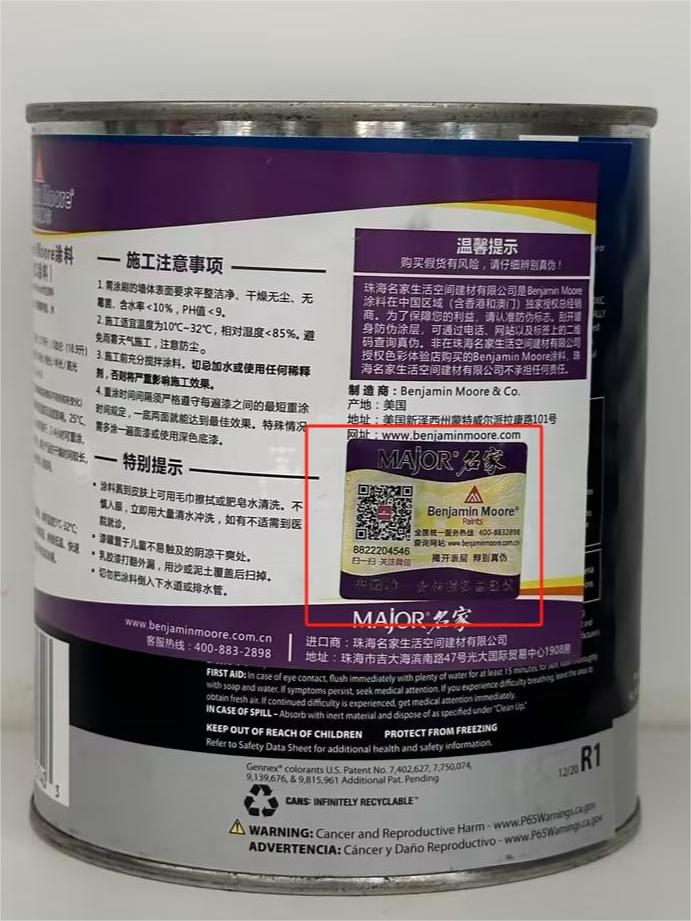 Moore®
Moore涂料
施工注意事项
1. 需涂刷的墙体表面要求平整洁净、干燥无尘、无
霉菌、含水率<10%，PH值<9。
2. 施工适宜温度为10℃~32℃，相对湿度<85%。避
免雨雾天气施工，注意防尘。
3. 施工前充分搅拌涂料。切忌加水或使用任何稀释
剂，否则将严重影响施工效果。
4. 重涂时间间隔须严格遵守每遍漆之间的最短重涂
时间规定，一底两面就能达到最佳效果。特殊情况
需多涂一遍面漆或使用深色底漆。
特别提示
• 涂料溅到皮肤上可用毛巾擦拭或肥皂水清洗。不
慎入眼，立即用大量清水冲洗，如有不适需到医
院就诊。
• 漆罐置于儿童不易触及的阴凉干爽处。
• 乳胶漆打翻外漏，用沙或泥土覆盖后扫掉。
• 切勿把涂料倒入下水道或排水管。
www.benjaminmoore.com.cn
客服热线：400-883-2898
温馨提示
购买假货有风险，请仔细辨别真伪！
珠海名家生活空间建材有限公司是Benjamin Moore
涂料在中国区域（含香港和澳门）独家授权总经销
商。为了保障您的利益，请认准防伪标志。刮开罐
身防伪涂层，可通过电话、网站以及标签上的二维
码查询真伪。非在珠海名家生活空间建材有限公司
授权色彩体验店购买的Benjamin Moore涂料，珠
海名家生活空间建材有限公司不承担任何责任。
制造商：Benjamin Moore & Co.
产地：美国
地址：美国新泽西州蒙特威尔派拉康路101号
网址：www.benjaminmoore.com
MAJOR®名家
Benjamin Moore®
Paints
全国统一服务热线：400-8832898
查询网站：www.benjaminmoore.com.cn
8822204546
扫一扫 关注微信
揭开表层 辩别真伪
MAJOR®名家
进口商：珠海名家生活空间建材有限公司
地址：珠海市吉大海滨南路47号光大国际贸易中心1908房
FIRST AID: In case of eye contact, flush immediately with plenty of water for at least 15 minutes; for skin, wash thoroughly
with soap and water. If symptoms persist, seek medical attention. If you experience difficulty breathing, leave the area to
obtain fresh air. If continued difficulty is experienced, get medical attention immediately.
IN CASE OF SPILL – Absorb with inert material and dispose of as specified under "Clean Up."
KEEP OUT OF REACH OF CHILDREN PROTECT FROM FREEZING
Refer to Safety Data Sheet for additional health and safety information.
Gennex® colorants U.S. Patent No. 7,402,627, 7,750,074,
9,139,676, & 9,815,961 Additional Pat. Pending
12/20 R1
CANS: INFINITELY RECYCLABLE™
WARNING: Cancer and Reproductive Harm - www.P65Warnings.ca.gov
ADVERTENCIA: Cáncer y Daño Reproductivo - www.P65Warnings.ca.gov